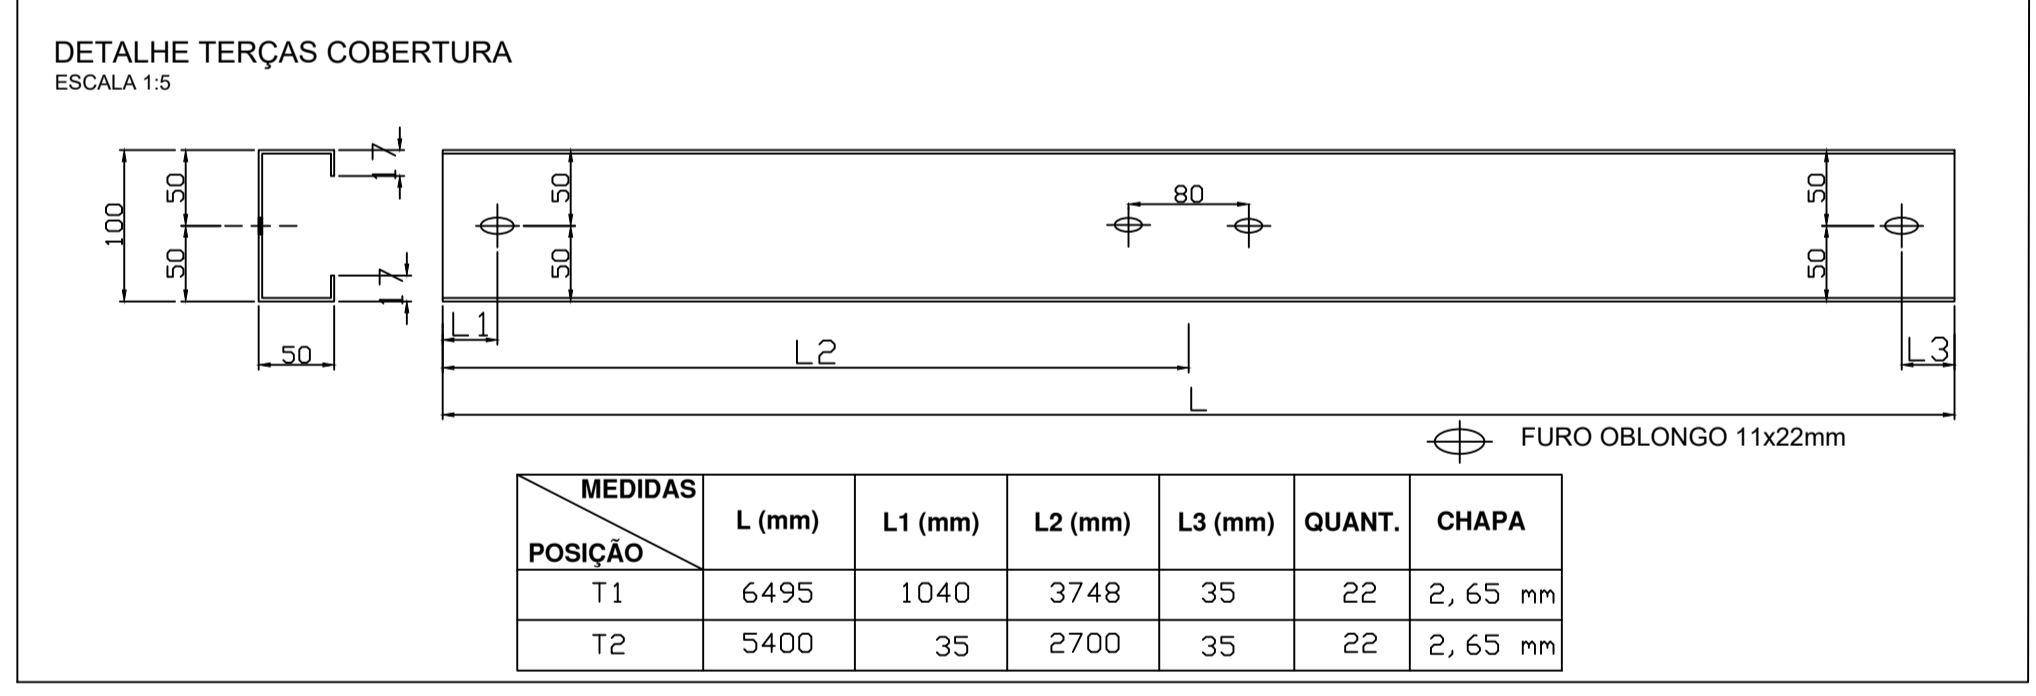 DETALHE TERÇAS COBERTURA
ESCALA 1:5
100
50
50
17
17
50
50
50
80
50
50
L1
L2
L3
L
FURO OBLONGO 11x22mm
MEDIDAS
POSIÇÃO
L (mm) L1 (mm) L2 (mm) L3 (mm) QUANT. CHAPA
T1 6495 1040 3748 35 22 2,65 mm
T2 5400 35 2700 35 22 2,65 mm